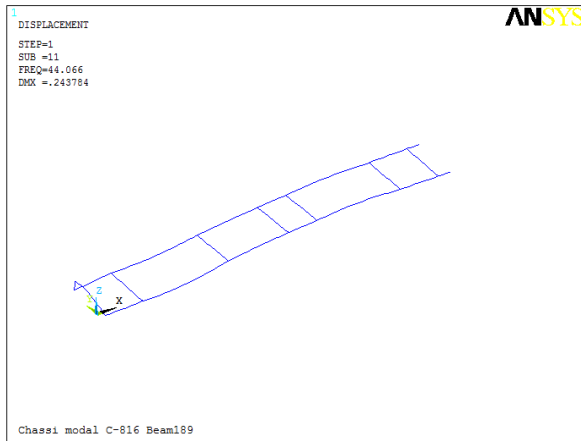 1
DISPLACEMENT
STEP=1
SUB =11
FREQ=44.066
DMX =.243784
ANSYS
Z
X
Chassi modal C-816 Beam189